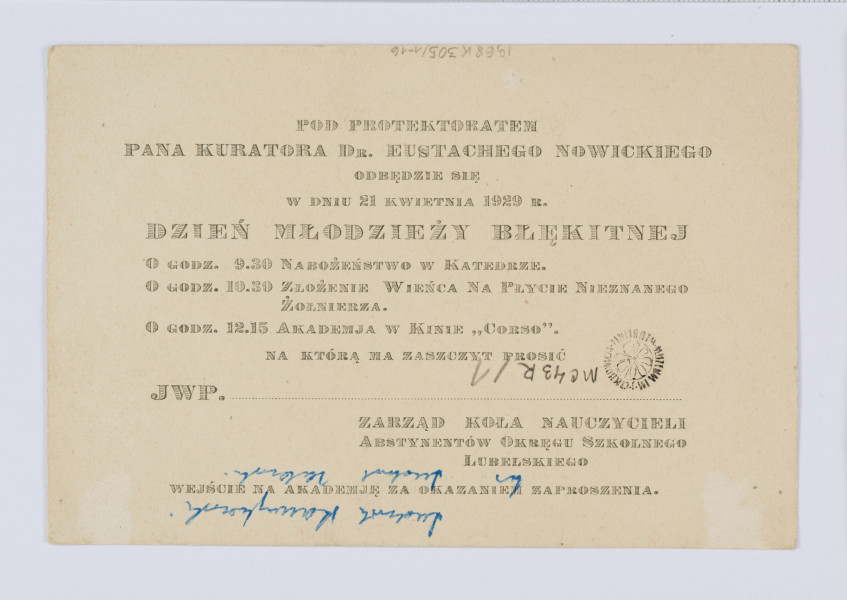 1968 K 305/1-16
POD PROTEKTORATEM
PANA KURATORA DR. EUSTACHEGO NOWICKIEGO
ODBĘDZIE SIĘ
W DNIU 21 KWIETNIA 1929 R.
DZIEŃ MŁODZIEŻY BŁĘKITNEJ
O GODZ. 9.30 NABOŻEŃSTWO W KATEDRZE.
O GODZ. 10.30 ZŁOŻENIE WIEŃCA NA PŁYCIE NIEZNANEGO
ŻOŁNIERZA.
O GODZ. 12.15 AKADEMJA W KINIE „CORSO”.
NA KTÓRĄ MA ZASZCZYT PROSIĆ
JWP.
ZARZĄD KOŁA NAUCZYCIELI
ABSTYNENTÓW OKRĘGU SZKOLNEGO
LUBELSKIEGO
WEJŚCIE NA AKADEMJĘ ZA OKAZANIEM ZAPROSZENIA.